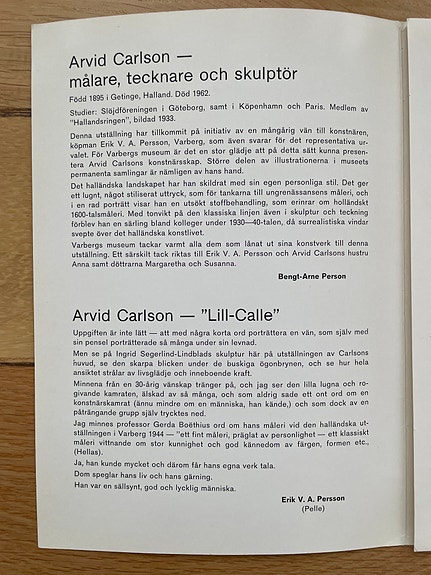 Arvid Carlson —
målare, tecknare och skulptör
Född 1895 i Getinge, Halland. Död 1962.
Studier: Slöjdföreningen i Göteborg, samt i Köpenhamn och Paris. Medlem av
"Hallandsringen", bildad 1933.
Denna utställning har tillkommit på initiativ av en mångårig vän till konstnären,
köpman Erik V. A. Persson, Varberg, som även svarar för det representativa ur-
valet. För Varbergs museum är det en stor glädje att på detta sätt kunna presen-
tera Arvid Carlsons konstnärsskap. Större delen av illustrationerna i museets
permanenta samlingar är nämligen av hans hand.
Det halländska landskapet har han skildrat med sin egen personliga stil. Det ger
ett lugnt, något stiliserat uttryck, som för tankarna till ungrenässansens måleri, och
i en rad porträtt visar han en utsökt stoffbehandling, som erinrar om holländskt
1600-talsmåleri. Med tonvikt på den klassiska linjen även i skulptur och teckning
förblev han en särling bland kolleger under 1930—40-talen, då surrealistiska vindar
svepte över det halländska konstlivet.
Varbergs museum tackar varmt alla dem som lånat ut sina konstverk till denna
utställning. Ett särskilt tack riktas till Erik V. A. Persson och Arvid Carlsons hustru
Anna samt döttrarna Margaretha och Susanna.
Bengt-Arne Person
Arvid Carlson — "Lill-Calle"
Uppgiften är inte lätt — att med några korta ord porträttera en vän, som själv med
sin pensel porträtterade så många under sin levnad.
Men se på Ingrid Segerlind-Lindblads skulptur här på utställningen av Carlsons
huvud, se den skarpa blicken under de buskiga ögonbrynen, och se hur hela
ansiktet strålar av livsglädje och inneboende kraft.
Minnena från en 30-årig vänskap tränger på, och jag ser den lilla lugna och ro-
givande kamraten, älskad av så många, och som aldrig sade ett ont ord om en
konstnärskamrat (ännu mindre om en människa, han kände,) och som dock av en
påträngande grupp själv trycktes ned.
Jag minnes professor Gerda Boëthius ord om hans måleri vid den halländska ut-
ställningen i Varberg 1944 — "ett fint måleri, präglat av personlighet — ett klassiskt
måleri vittnande om stor kunnighet och god kännedom av färgen, formen etc.,
(Hellas).
Ja, han kunde mycket och därom får hans egna verk tala.
Dom speglar hans liv och hans gärning.
Han var en sällsynt, god och lycklig människa.
Erik V. A. Persson
(Pelle)